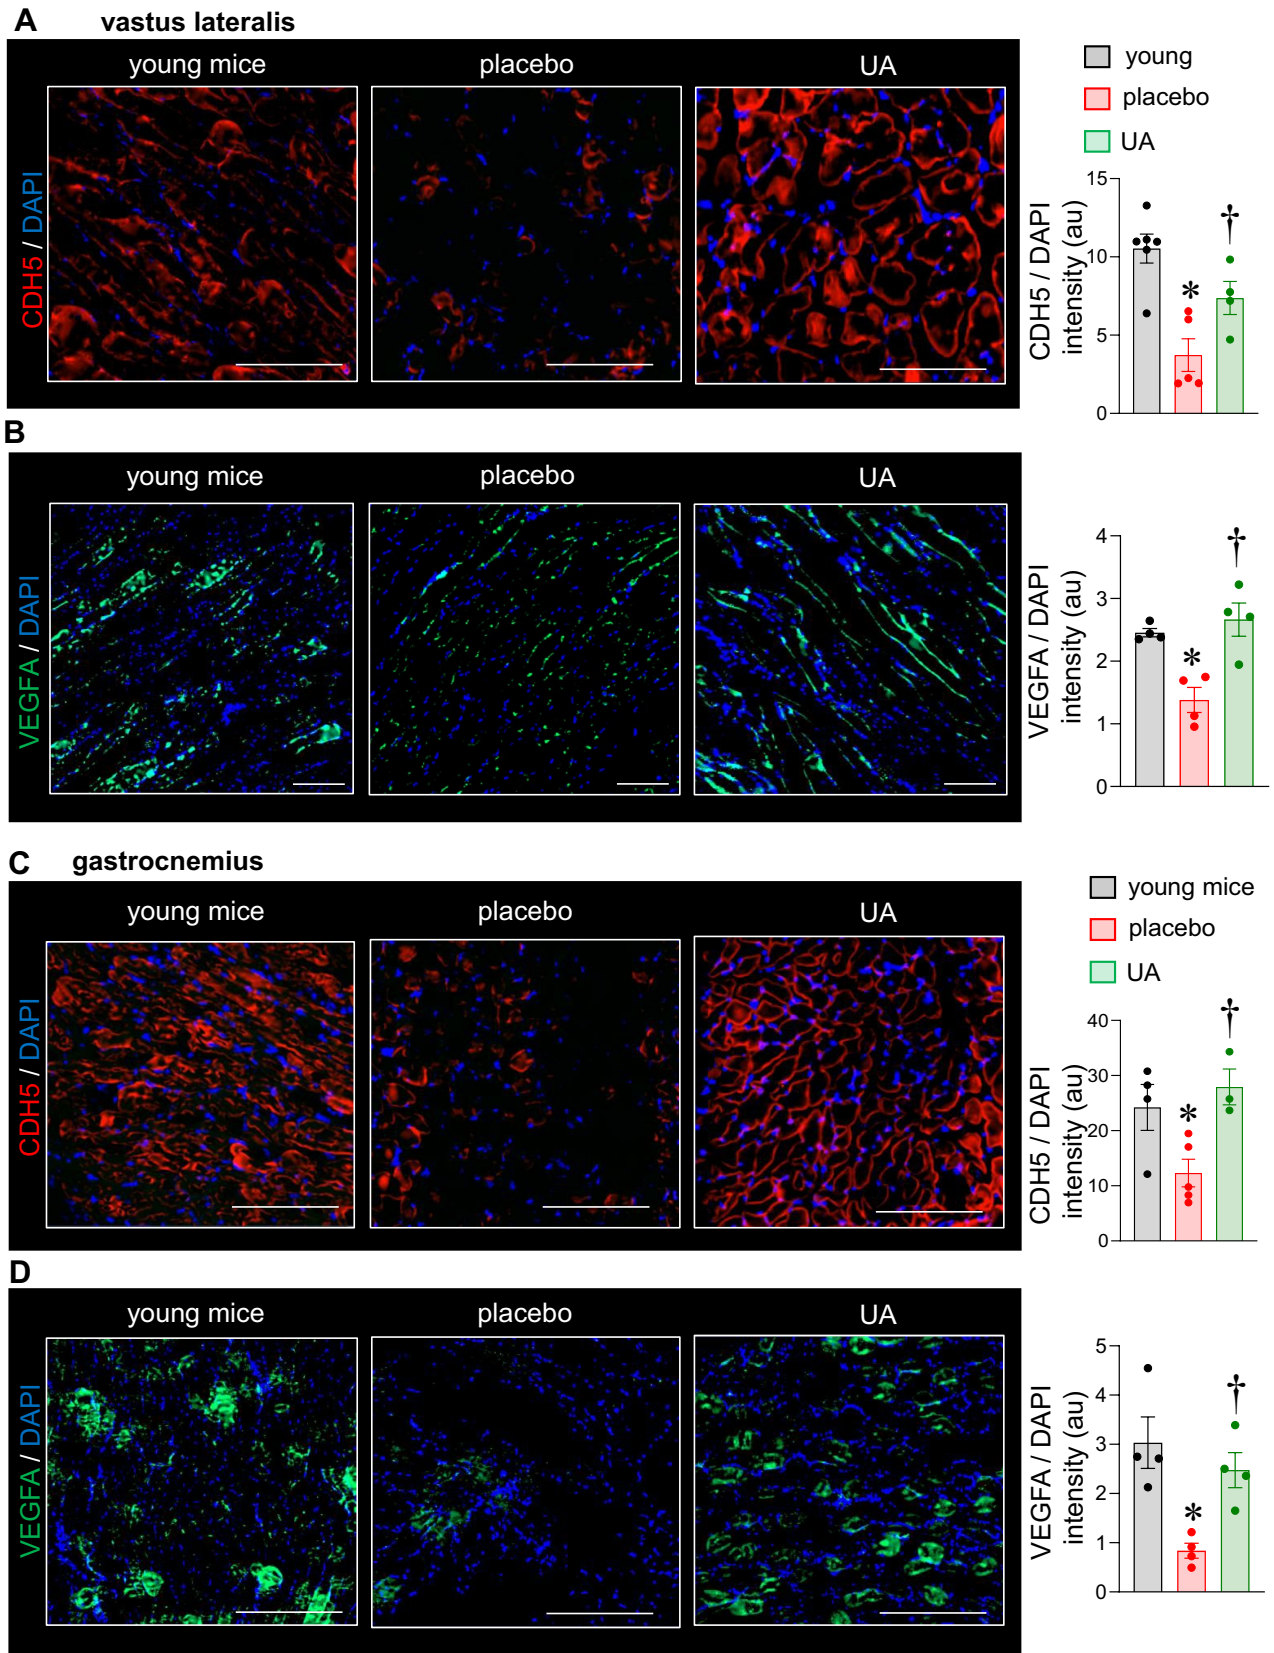 A vastus lateralis
young mice placebo UA
CDH5 / DAPI
young
placebo
UA
CDH5 / DAPI
intensity (au)
15
10
5
0
*
†
B
young mice placebo UA
VEGFA / DAPI
VEGFA / DAPI
intensity (au)
4
3
2
1
0
*
†
C gastrocnemius
young mice placebo UA
CDH5 / DAPI
young mice
placebo
UA
CDH5 / DAPI
intensity (au)
40
30
20
10
0
*
†
D
young mice placebo UA
VEGFA / DAPI
VEGFA / DAPI
intensity (au)
5
4
3
2
1
0
*
†